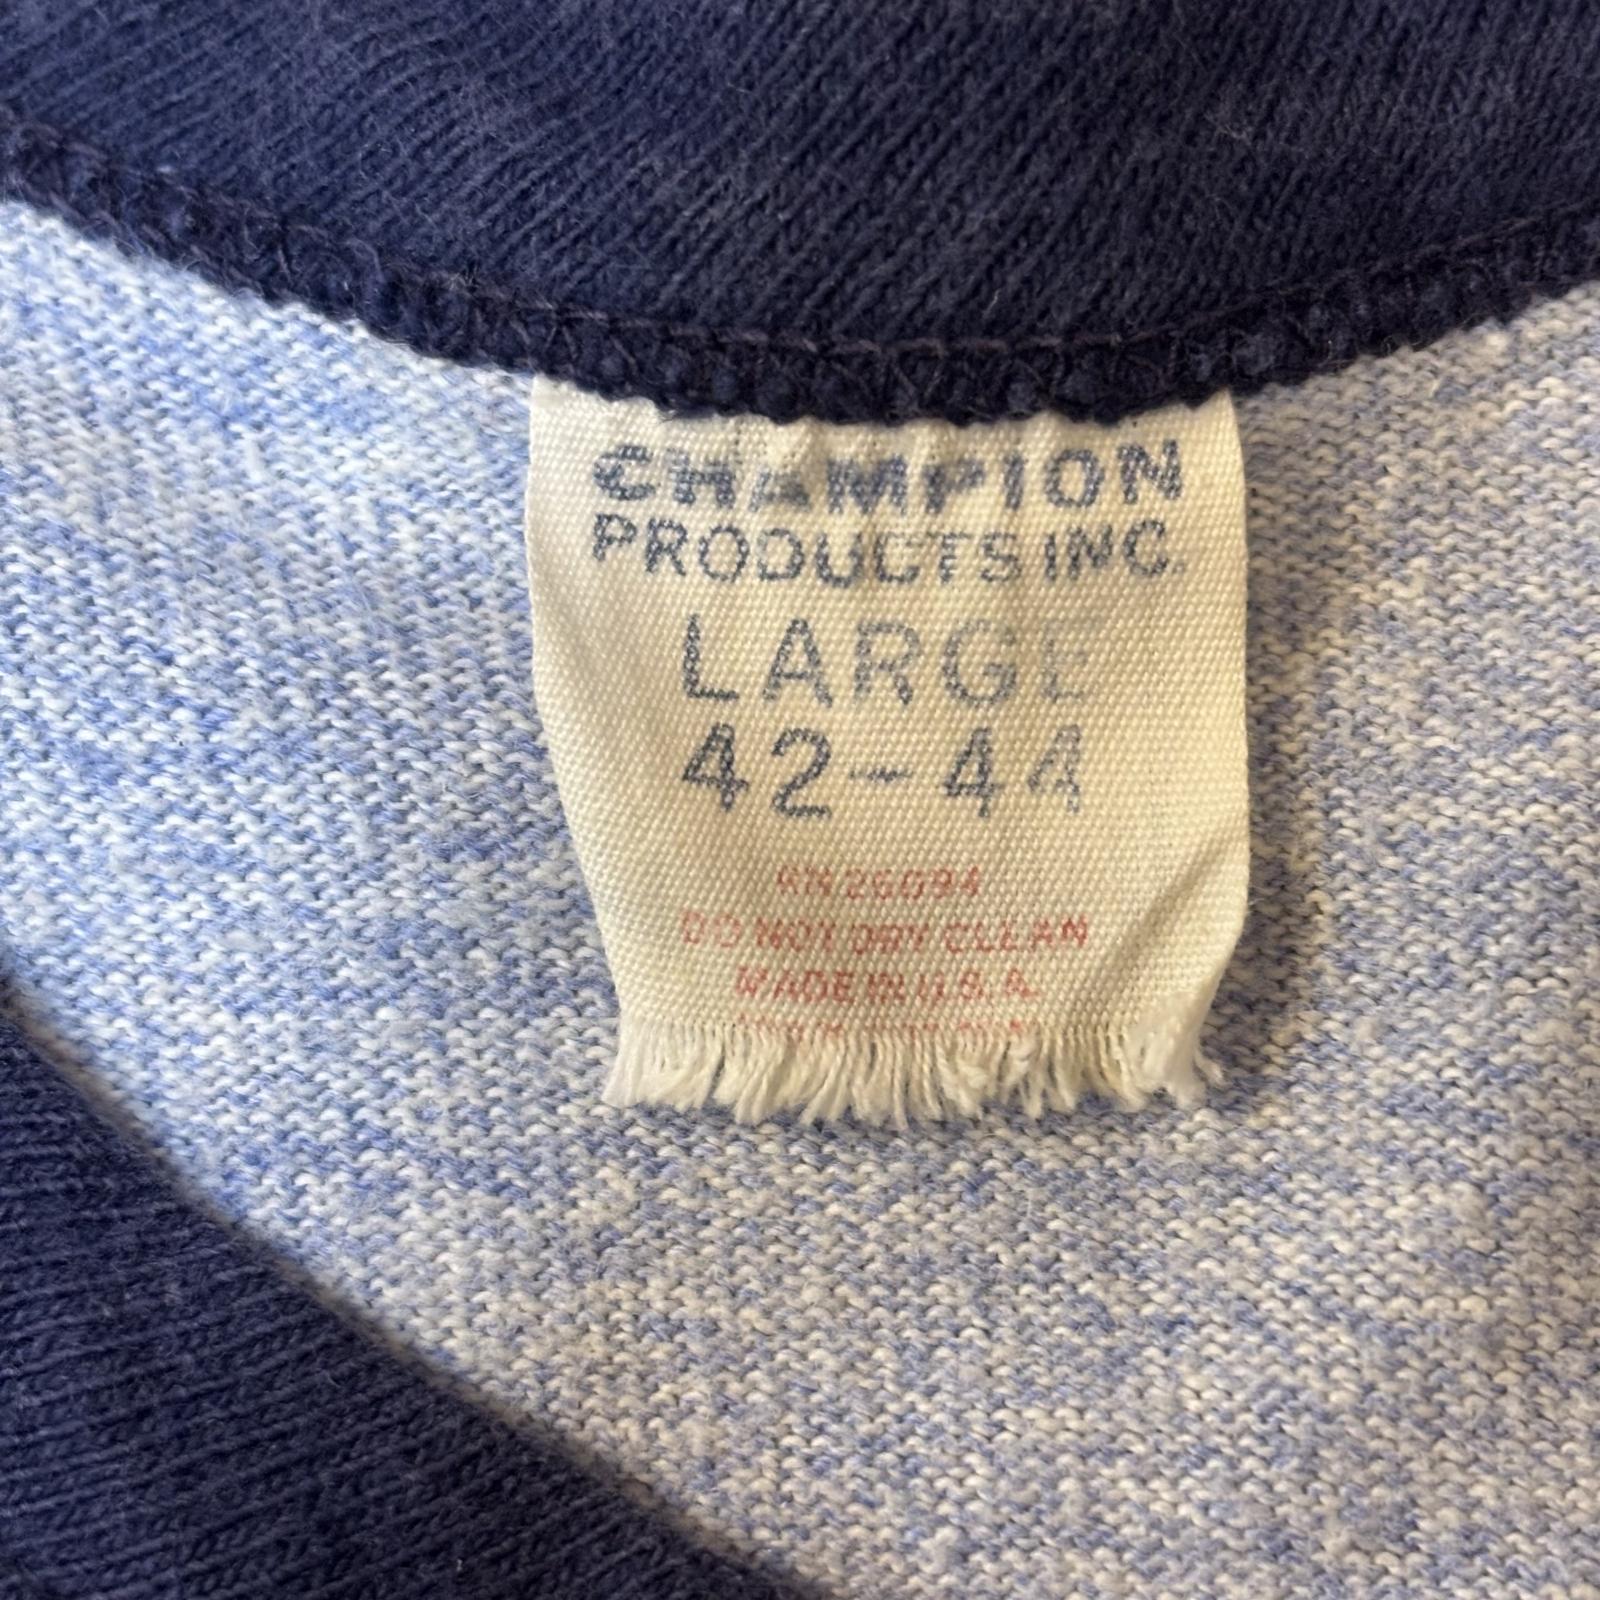 CHAMPION
PRODUCTS INC.
LARGE
42-44
RN 26094
DO NOT DRY CLEAN
MADE IN U.S.A.